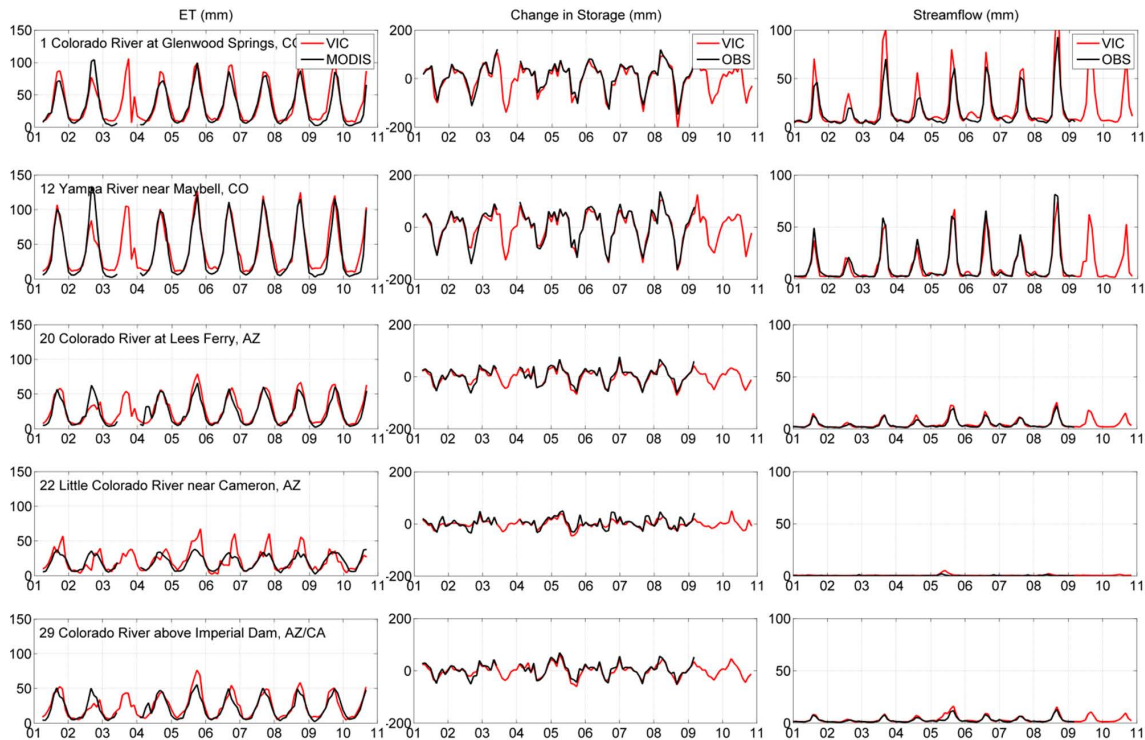 ET (mm) Change in Storage (mm) Streamflow (mm)
150 200 100
1 Colorado River at Glenwood Springs, CO
VIC VIC VIC
MODIS OBS OBS
100
50 0 50
0 -200 0
01 02 03 04 05 06 07 08 09 10 11 01 02 03 04 05 06 07 08 09 10 11 01 02 03 04 05 06 07 08 09 10 11
150 200 100
12 Yampa River near Maybell, CO
100
50 0 50
0 -200 0
01 02 03 04 05 06 07 08 09 10 11 01 02 03 04 05 06 07 08 09 10 11 01 02 03 04 05 06 07 08 09 10 11
150 200 100
20 Colorado River at Lees Ferry, AZ
100
50 0 50
0 -200 0
01 02 03 04 05 06 07 08 09 10 11 01 02 03 04 05 06 07 08 09 10 11 01 02 03 04 05 06 07 08 09 10 11
150 200 100
22 Little Colorado River near Cameron, AZ
100
50 0 50
0 -200 0
01 02 03 04 05 06 07 08 09 10 11 01 02 03 04 05 06 07 08 09 10 11 01 02 03 04 05 06 07 08 09 10 11
150 200 100
29 Colorado River above Imperial Dam, AZ/CA
100
50 0 50
0 -200 0
01 02 03 04 05 06 07 08 09 10 11 01 02 03 04 05 06 07 08 09 10 11 01 02 03 04 05 06 07 08 09 10 11